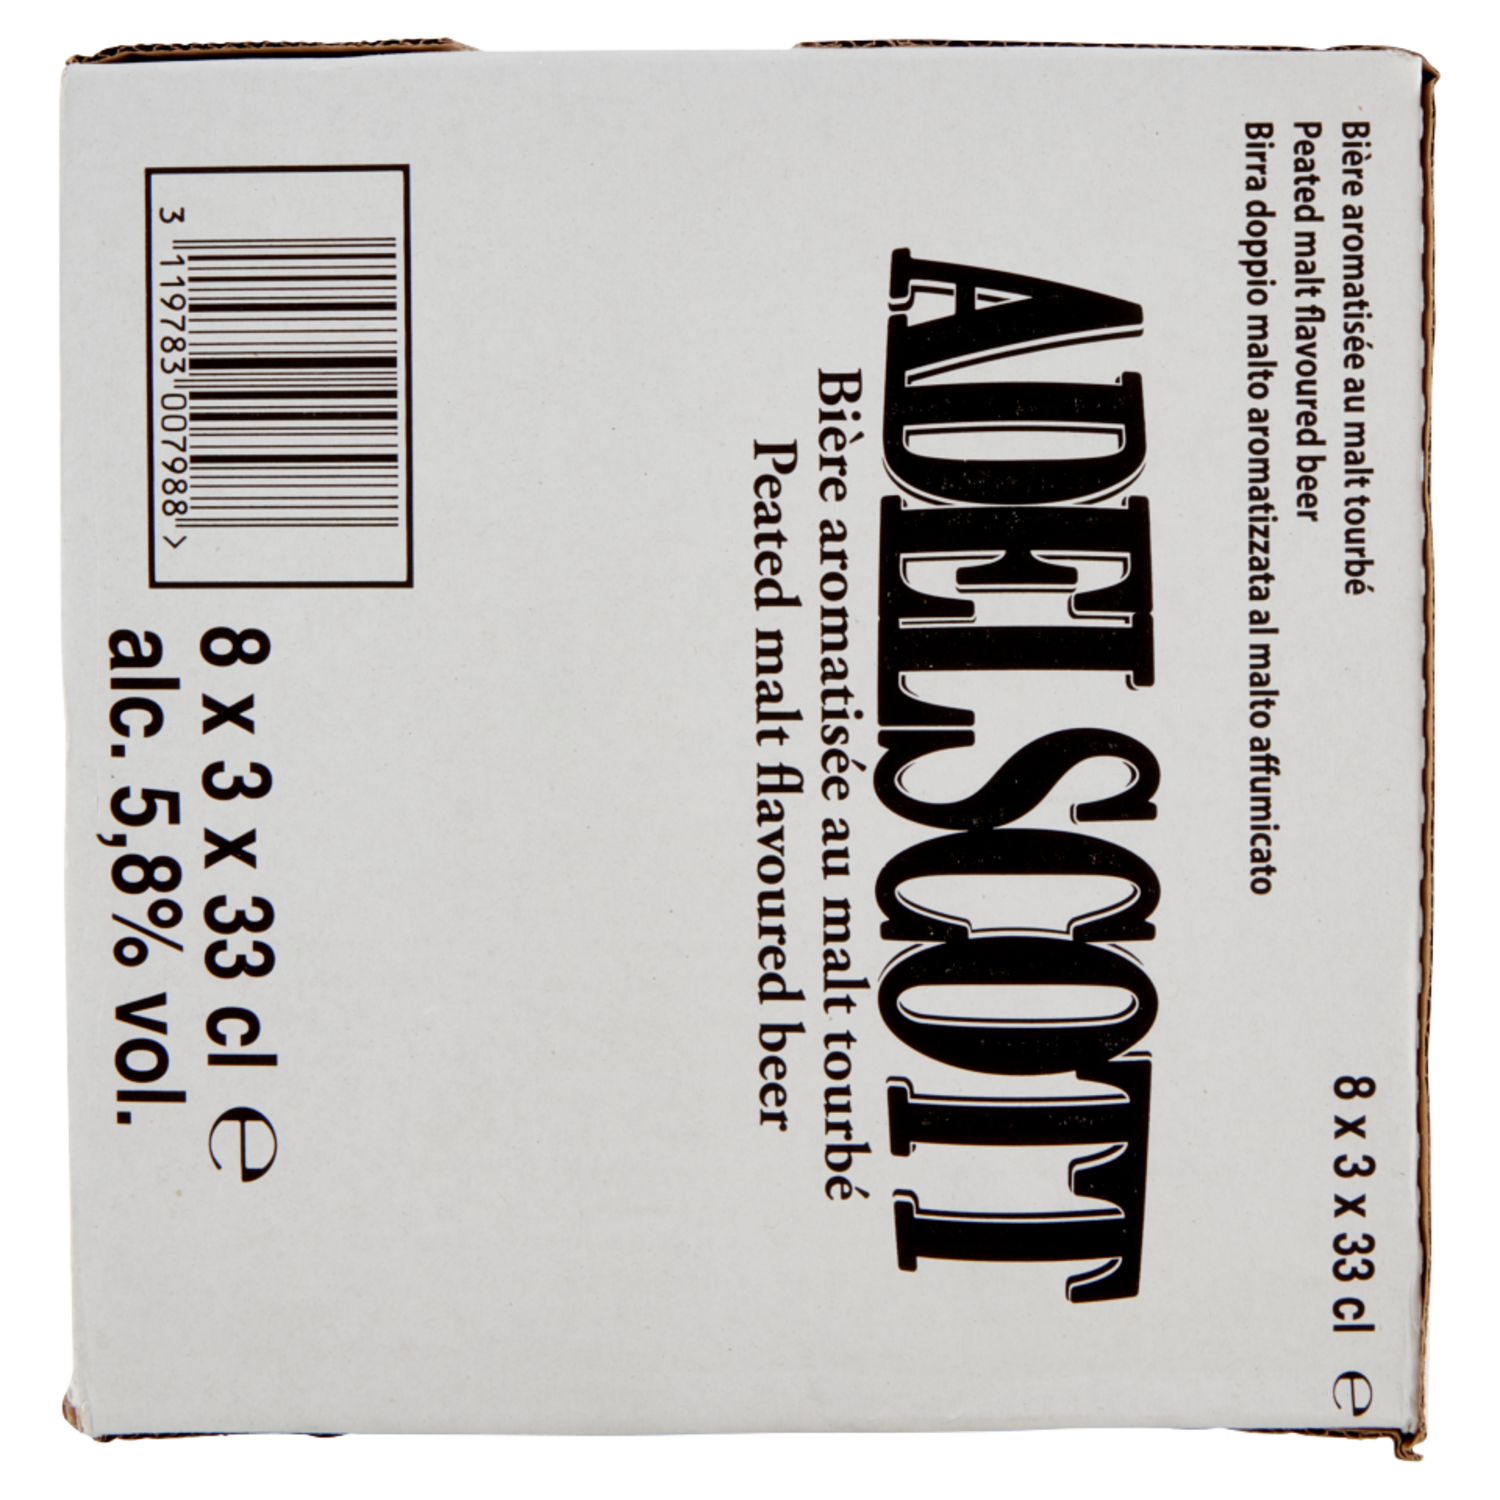 Bière aromatisée au malt tourbé
Peated malt flavoured beer
Birra doppio malto aromatizzata al malto affumicato
8 x 3 x 33 cl e
ADELSCOTT
Bière aromatisée au malt tourbé
Peated malt flavoured beer
3 119783 007988 >
8 x 3 x 33 cl e
alc. 5,8% vol.